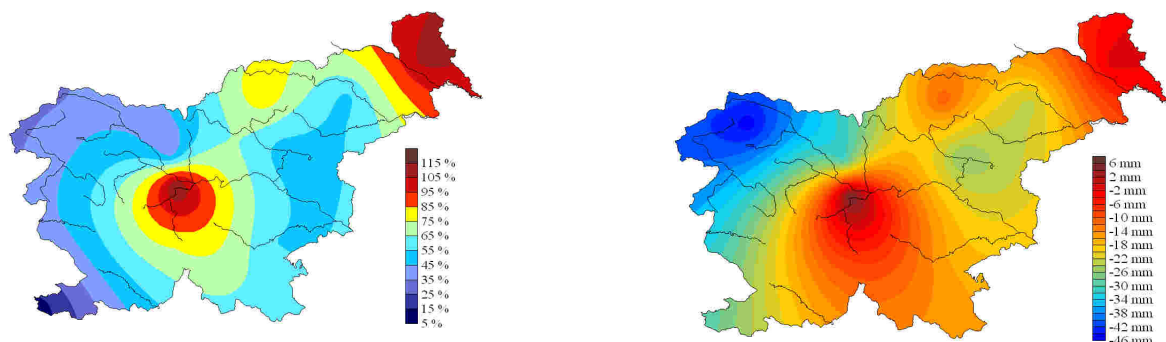 115 %
105 %
95 %
85 %
75 %
65 %
55 %
45 %
35 %
25 %
15 %
5 %
6 mm
2 mm
-2 mm
-6 mm
-10 mm
-14 mm
-18 mm
-22 mm
-26 mm
-30 mm
-34 mm
-38 mm
-42 mm
-46 mm